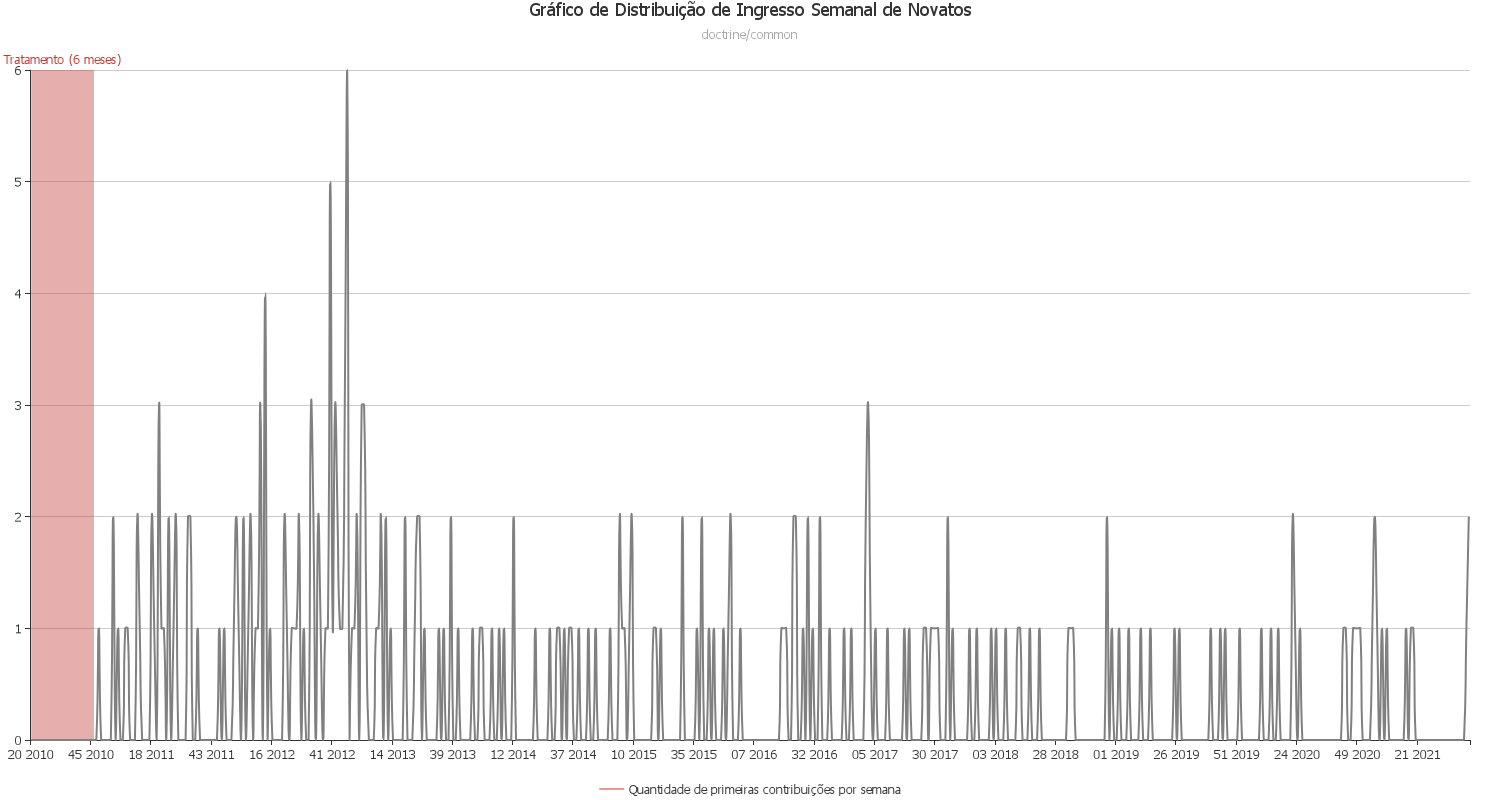 Gráfico de Distribuição de Ingresso Semanal de Novatos
doctrine/common
Tratamento (6 meses)
6
5
4
3
2
1
0
20 2010 45 2010 18 2011 43 2011 16 2012 41 2012 14 2013 39 2013 12 2014 37 2014 10 2015 35 2015 07 2016 32 2016 05 2017 30 2017 03 2018 28 2018 01 2019 26 2019 51 2019 24 2020 49 2020 21 2021
Quantidade de primeiras contribuições por semana